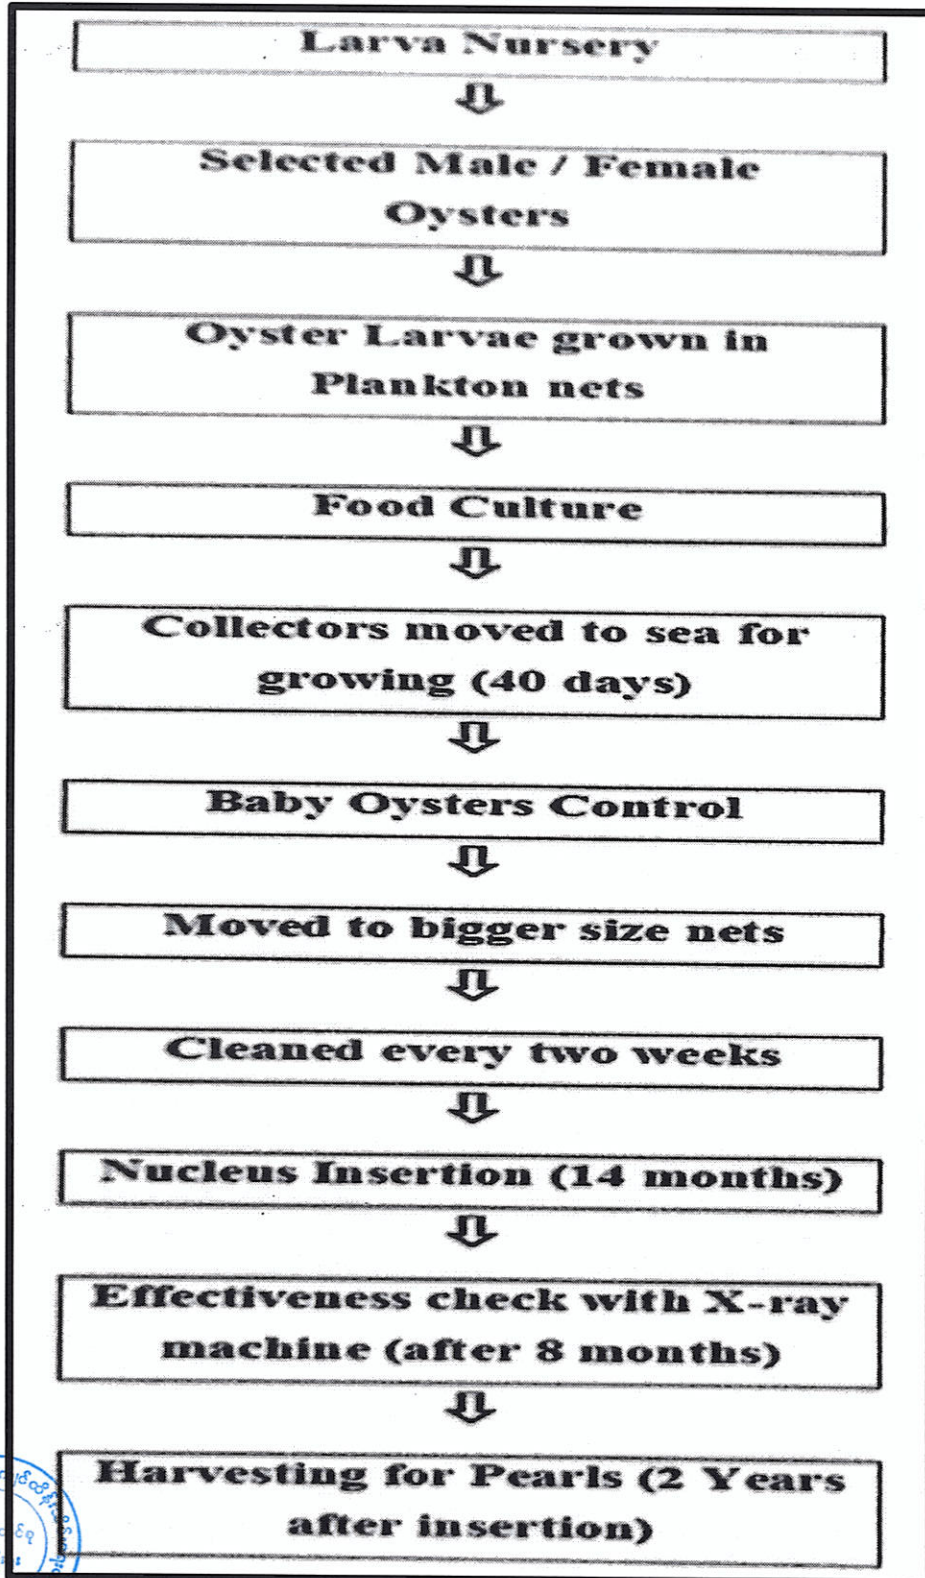 Larva Nursery
Selected Male / Female
Oysters
Oyster Larvae grown in
Plankton nets
Food Culture
Collectors moved to sea for
growing (40 days)
Baby Oysters Control
Moved to bigger size nets
Cleaned every two weeks
Nucleus Insertion (14 months)
Effectiveness check with X-ray
machine (after 8 months)
Harvesting for Pearls (2 Years
after insertion)